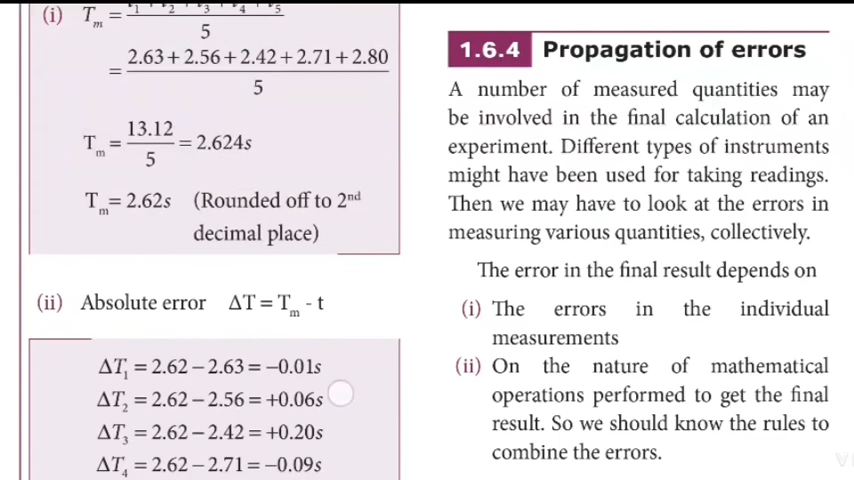 (i) Tm =
5
= 2.63+2.56+2.42+2.71+2.80
5
Tm = 13.12/5 = 2.624s
Tm = 2.62s (Rounded off to 2nd
decimal place)
(ii) Absolute error ΔT = Tm - t
ΔT1 = 2.62 – 2.63 = –0.01s
ΔT2 = 2.62 – 2.56 = +0.06s
ΔT3 = 2.62 – 2.42 = +0.20s
ΔT4 = 2.62 – 2.71 = –0.09s
1.6.4 Propagation of errors
A number of measured quantities may
be involved in the final calculation of an
experiment. Different types of instruments
might have been used for taking readings.
Then we may have to look at the errors in
measuring various quantities, collectively.
The error in the final result depends on
(i) The errors in the individual
measurements
(ii) On the nature of mathematical
operations performed to get the final
result. So we should know the rules to
combine the errors.